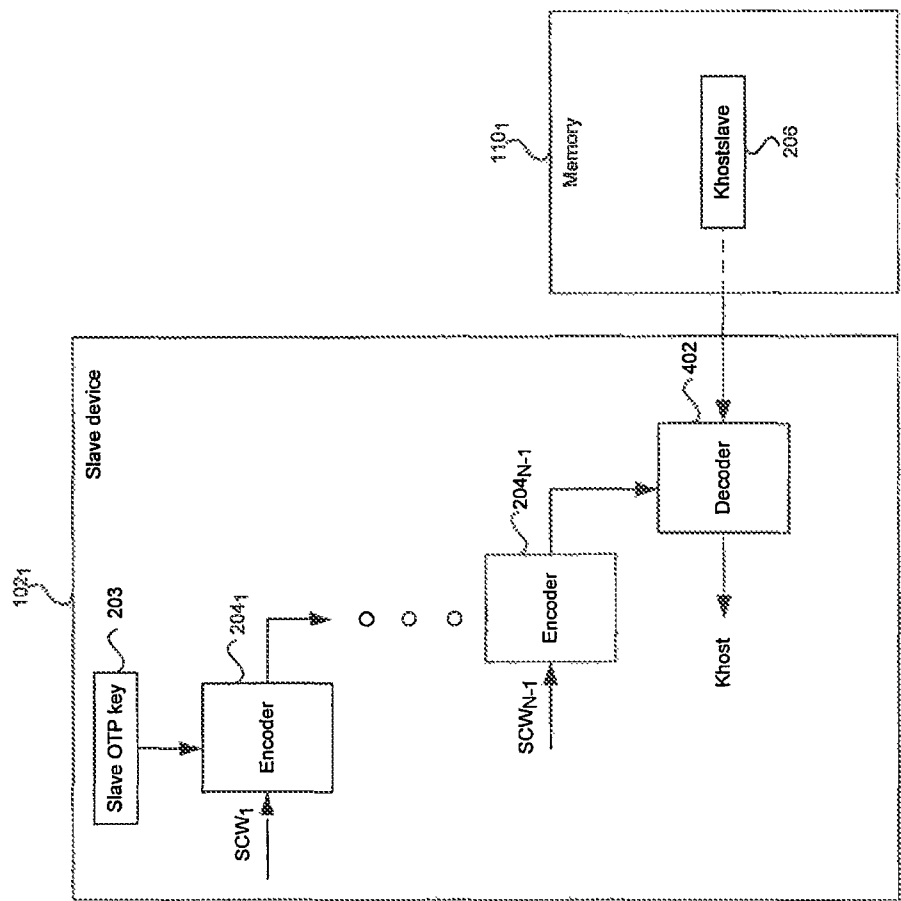 102₁
Slave device
203
Slave OTP key
204₁
Encoder
SCW₁
204N-1
Encoder
SCWN-1
402
Decoder
Khost
110₁
Memory
Khostslave
206